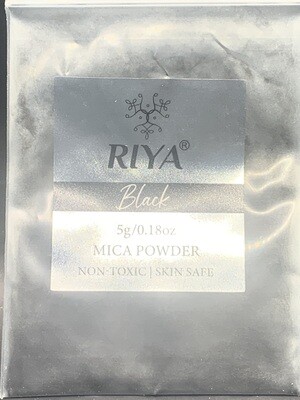 RIYA®
Black
5g/0.18oz
MICA POWDER
NON-TOXIC | SKIN SAFE